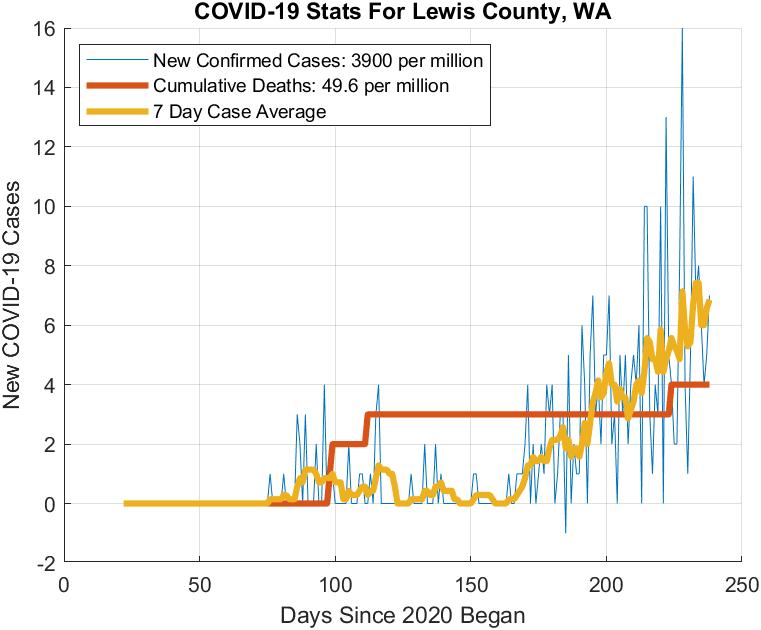 COVID-19 Stats For Lewis County, WA
New Confirmed Cases: 3900 per million
Cumulative Deaths: 49.6 per million
7 Day Case Average
New COVID-19 Cases
16
14
12
10
8
6
4
2
0
-2
0 50 100 150 200 250
Days Since 2020 Began